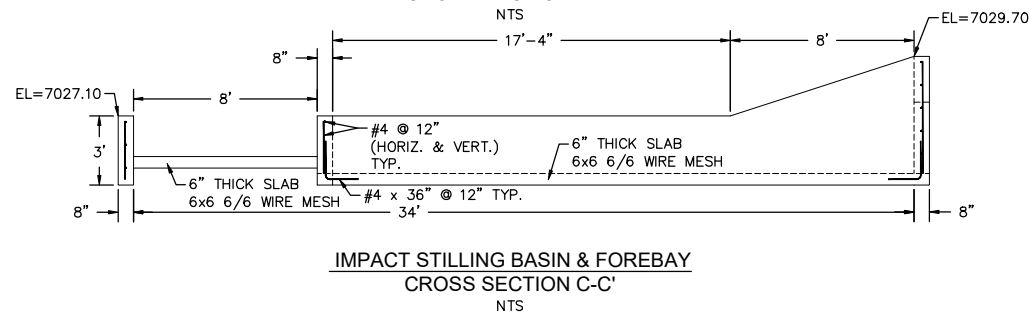 NTS
EL=7029.70
17'-4"
8'
8"
EL=7027.10
8'
3'
#4 @ 12"
(HORIZ. & VERT.)
TYP.
6" THICK SLAB
6x6 6/6 WIRE MESH
6" THICK SLAB
6x6 6/6 WIRE MESH
#4 x 36" @ 12" TYP.
8"
34'
8"
IMPACT STILLING BASIN & FOREBAY
CROSS SECTION C-C'
NTS